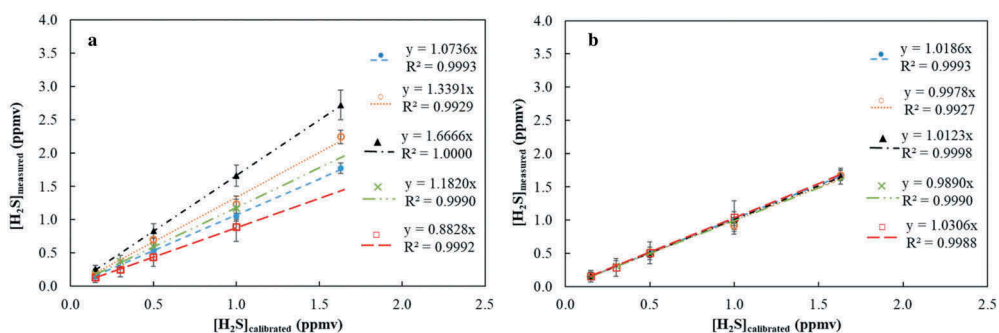 a
4.0
3.5
3.0
2.5
2.0
1.5
1.0
0.5
0.0
[H₂S]measured (ppmv)
y = 1.0736x
R² = 0.9993
y = 1.3391x
R² = 0.9929
y = 1.6666x
R² = 1.0000
y = 1.1820x
R² = 0.9990
y = 0.8828x
R² = 0.9992
0.0 0.5 1.0 1.5 2.0 2.5
[H₂S]calibrated (ppmv)
b
4.0
3.5
3.0
2.5
2.0
1.5
1.0
0.5
0.0
[H₂S]measured (ppmv)
y = 1.0186x
R² = 0.9993
y = 0.9978x
R² = 0.9927
y = 1.0123x
R² = 0.9998
y = 0.9890x
R² = 0.9990
y = 1.0306x
R² = 0.9988
0.0 0.5 1.0 1.5 2.0 2.5
[H₂S]calibrated (ppmv)